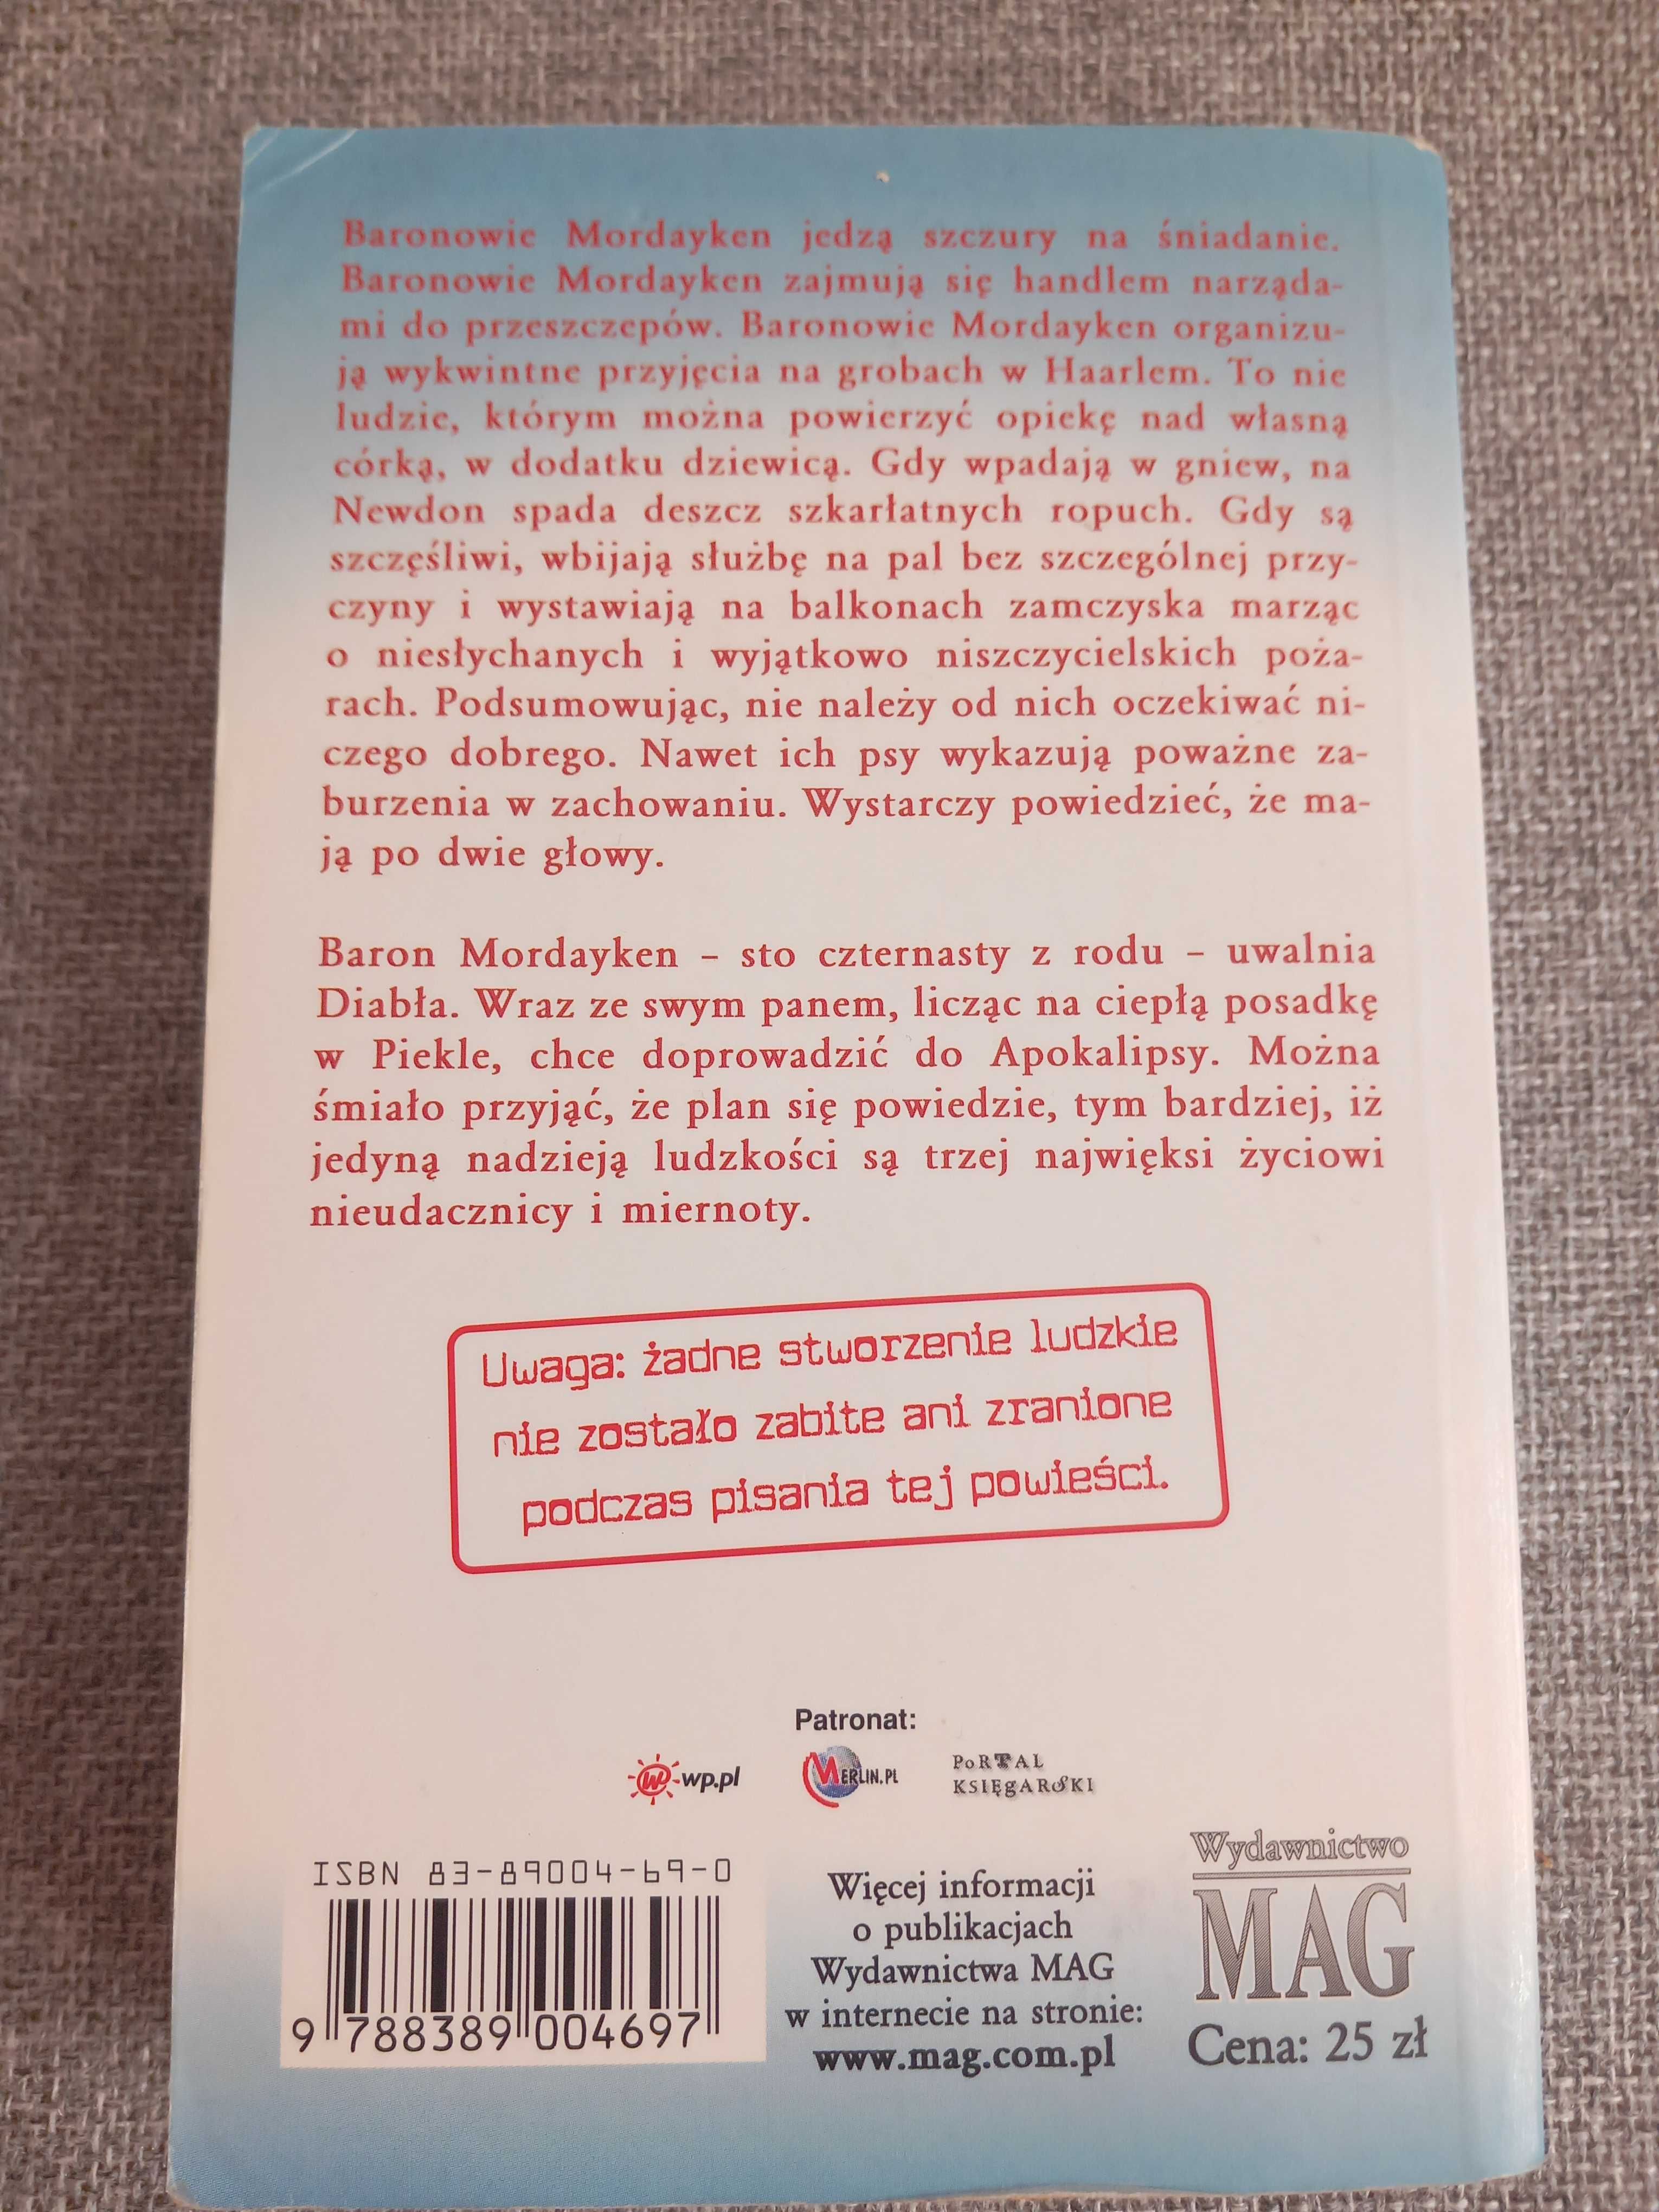 Baronowie Mordayken jedzą szczury na śniadanie.
Baronowie Mordayken zajmują się handlem narząda-
mi do przeszczepów. Baronowie Mordayken organizu-
ją wykwintne przyjęcia na grobach w Haarlem. To nie
ludzie, którym można powierzyć opiekę nad własną
córką, w dodatku dziewicą. Gdy wpadają w gniew, na
Newdon spada deszcz szkarłatnych ropuch. Gdy są
szczęśliwi, wbijają służbę na pal bez szczególnej przy-
czyny i wystawiają na balkonach zamczyska marząc
o niesłychanych i wyjątkowo niszczycielskich poża-
rach. Podsumowując, nie należy od nich oczekiwać ni-
czego dobrego. Nawet ich psy wykazują poważne za-
burzenia w zachowaniu. Wystarczy powiedzieć, że ma-
ją po dwie głowy.
Baron Mordayken – sto czternasty z rodu – uwalnia
Diabła. Wraz ze swym panem, licząc na ciepłą posadkę
w Piekle, chce doprowadzić do Apokalipsy. Można
śmiało przyjąć, że plan się powiedzie, tym bardziej, iż
jedyną nadzieją ludzkości są trzej najwięksi życiowi
nieudacznicy i miernoty.
Uwaga: żadne stworzenie ludzkie
nie zostało zabite ani zranione
podczas pisania tej powieści.
Patronat:
wp.pl
MERLIN.PL
PORTAL
KSIĘGARSKI
ISBN 83-89004-69-0
9 788389 004697
Więcej informacji
o publikacjach
Wydawnictwa MAG
w internecie na stronie:
www.mag.com.pl
Wydawnictwo
MAG
Cena: 25 zł